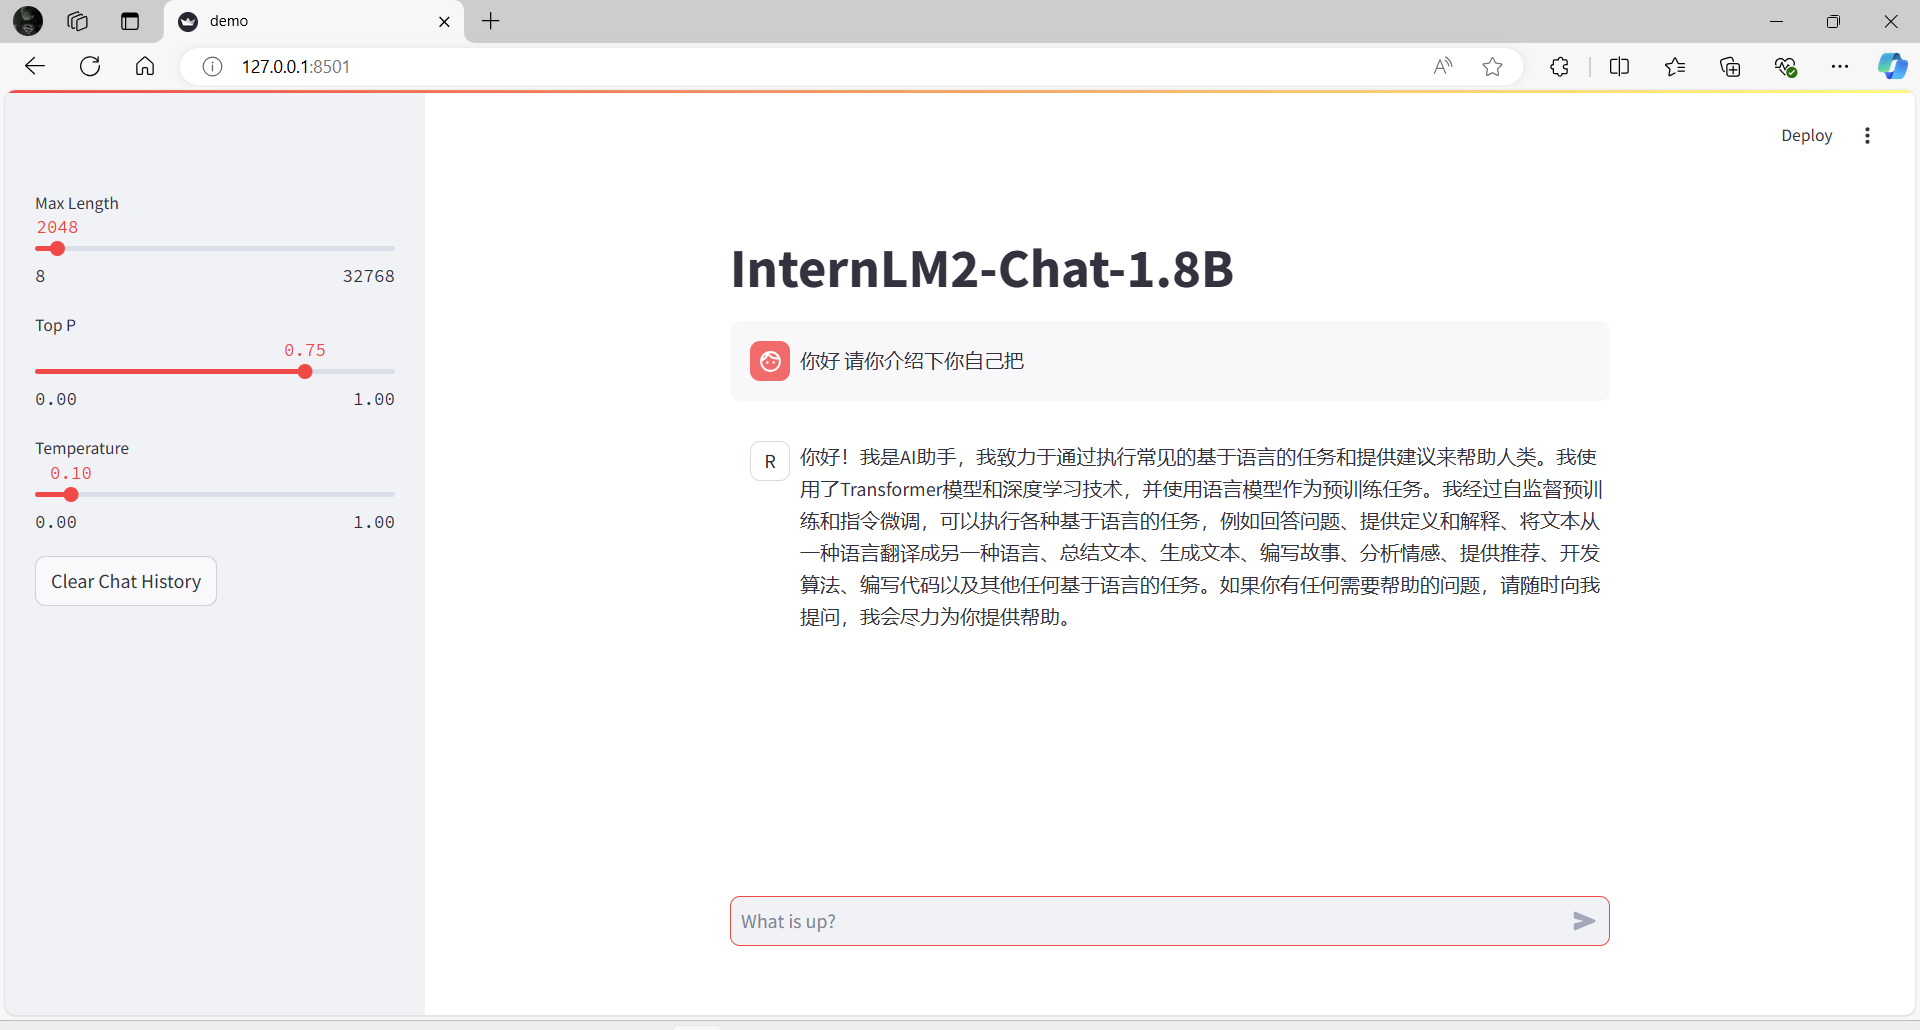 demo
127.0.0.1:8501
Deploy
Max Length
2048
8 32768
Top P
0.75
0.00 1.00
Temperature
0.10
0.00 1.00
Clear Chat History
InternLM2-Chat-1.8B
你好 请你介绍下你自己把
R
你好！我是AI助手，我致力于通过执行常见的基于语言的任务和提供建议来帮助人类。我使
用了Transformer模型和深度学习技术，并使用语言模型作为预训练任务。我经过自监督预训
练和指令微调，可以执行各种基于语言的任务，例如回答问题、提供定义和解释、将文本从
一种语言翻译成另一种语言、总结文本、生成文本、编写故事、分析情感、提供推荐、开发
算法、编写代码以及其他任何基于语言的任务。如果你有任何需要帮助的问题，请随时向我
提问，我会尽力为你提供帮助。
What is up?